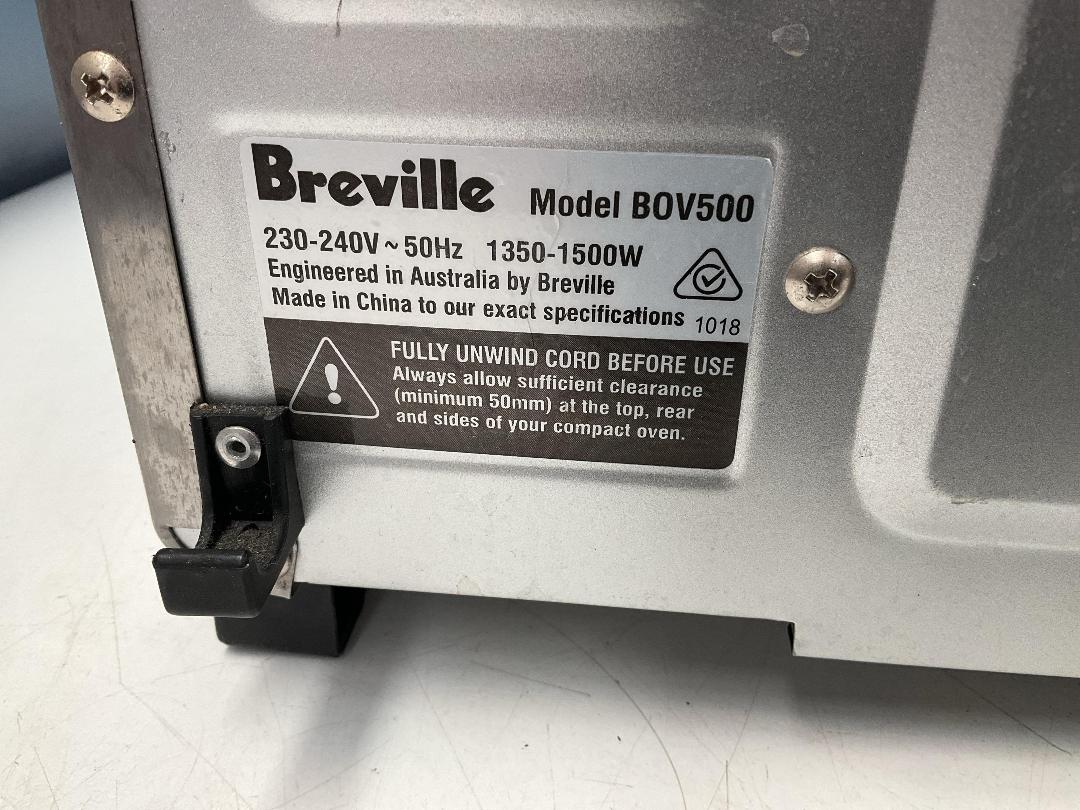 Breville Model BOV500
230-240V ~ 50Hz 1350-1500W
Engineered in Australia by Breville
Made in China to our exact specifications 1018
FULLY UNWIND CORD BEFORE USE
Always allow sufficient clearance
(minimum 50mm) at the top, rear
and sides of your compact oven.